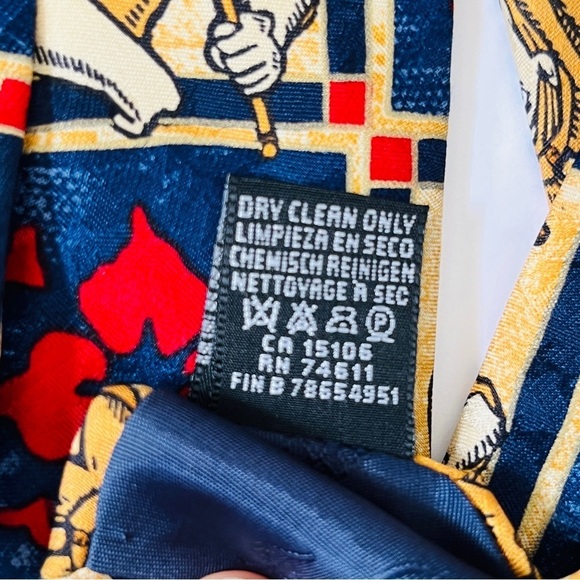 DRY CLEAN ONLY
LIMPIEZA EN SECO
CHEMISCH REINIGEN
NETTOYAGE A SEC
P
CA 15106
RN 74611
FIN B 78654951